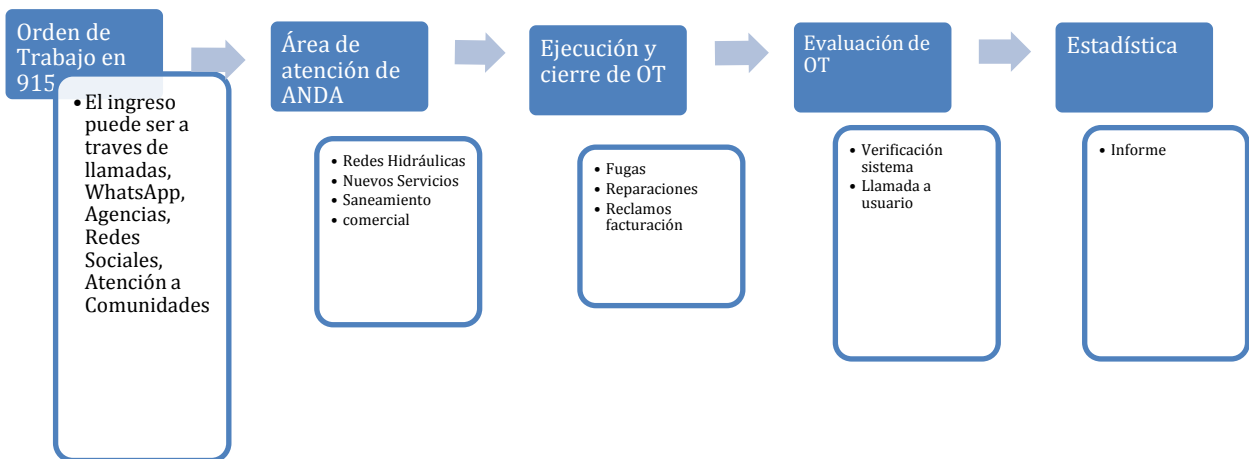 Orden de
Trabajo en
915
• El ingreso
puede ser a
traves de
llamadas,
WhatsApp,
Agencias,
Redes
Sociales,
Atención a
Comunidades
Área de
atención de
ANDA
• Redes Hidráulicas
• Nuevos Servicios
• Saneamiento
• comercial
Ejecución y
cierre de OT
• Fugas
• Reparaciones
• Reclamos
facturación
Evaluación de
OT
• Verificación
sistema
• Llamada a
usuario
Estadística
• Informe